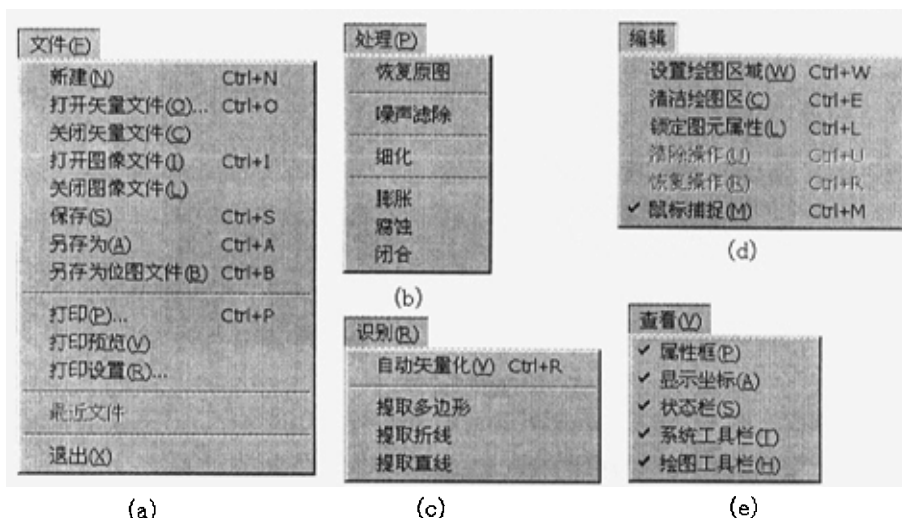 文件(F)
新建(N) Ctrl+N
打开矢量文件(O)... Ctrl+O
关闭矢量文件(C)
打开图像文件(I) Ctrl+I
关闭图像文件(L)
保存(S) Ctrl+S
另存为(A) Ctrl+A
另存为位图文件(B) Ctrl+B
打印(P)... Ctrl+P
打印预览(V)
打印设置(R)...
最近文件
退出(X)
(a)
处理(P)
恢复原图
噪声滤除
细化
膨胀
腐蚀
闭合
(b)
识别(R)
自动矢量化(V) Ctrl+R
提取多边形
提取折线
提取直线
(c)
编辑
设置绘图区域(W) Ctrl+W
清洁绘图区(C) Ctrl+E
锁定图元属性(L) Ctrl+L
清除操作(U) Ctrl+U
恢复操作(R) Ctrl+R
鼠标捕捉(M) Ctrl+M
(d)
查看(V)
属性框(P)
显示坐标(A)
状态栏(S)
系统工具栏(T)
绘图工具栏(H)
(e)